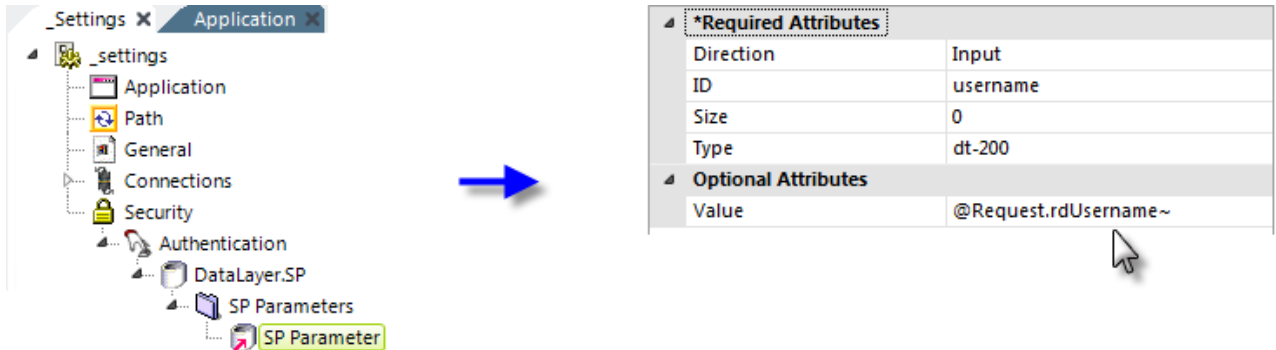 _Settings
Application
_settings
Application
Path
General
Connections
Security
Authentication
DataLayer.SP
SP Parameters
SP Parameter
*Required Attributes
Direction Input
ID username
Size 0
Type dt-200
Optional Attributes
Value @Request.rdUsername~